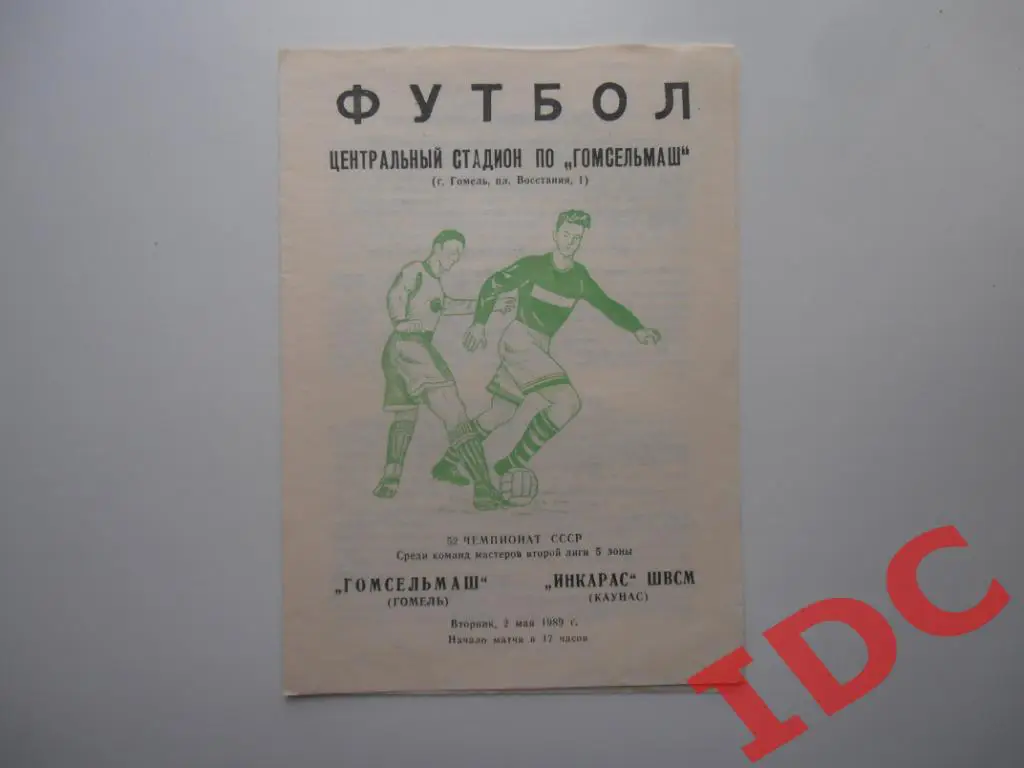 ФУТБОЛ
ЦЕНТРАЛЬНЫЙ СТАДИОН ПО „ГОМСЕЛЬМАШ"
(г. Гомель, пл. Восстания, 1)
52 ЧЕМПИОНАТ СССР
Среди команд мастеров второй лиги 5 зоны
„ГОМСЕЛЬМАШ" „ИНКАРАС" ШВСМ
(ГОМЕЛЬ) (КАУНАС)
Вторник, 2 мая 1989 г.
Начало матча в 17 часов
IDC